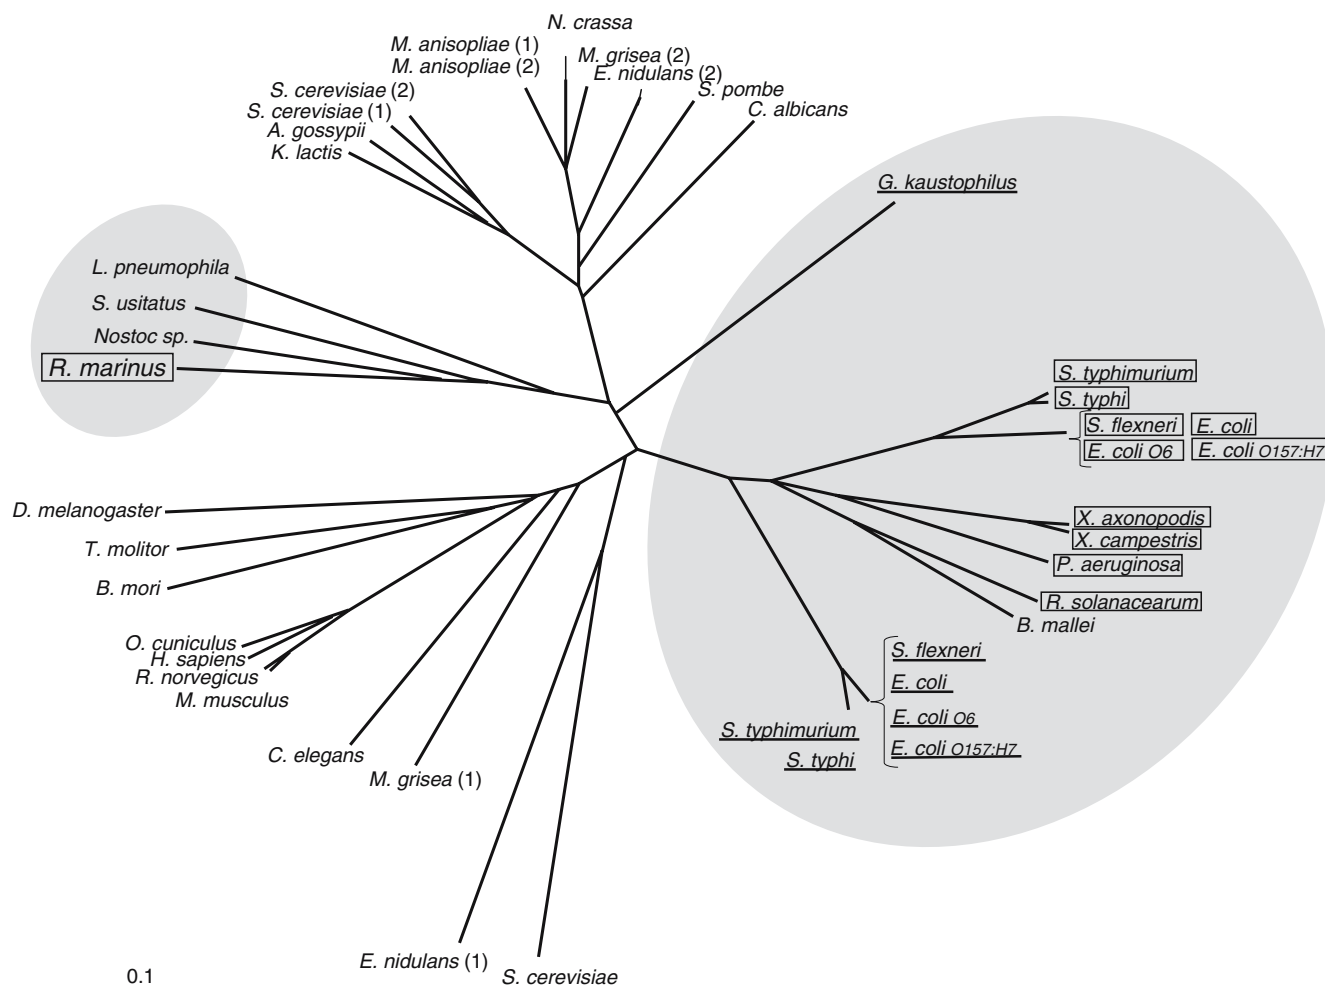 N. crassa
M. anisopliae (1)
M. anisopliae (2)
M. grisea (2)
E. nidulans (2)
S. cerevisiae (2)
S. pombe
S. cerevisiae (1)
C. albicans
A. gossypii
K. lactis
G. kaustophilus
L. pneumophila
S. usitatus
Nostoc sp.
R. marinus
S. typhimurium
S. typhi
S. flexneri E. coli
E. coli O6 E. coli O157:H7
D. melanogaster
X. axonopodis
X. campestris
T. molitor
P. aeruginosa
B. mori
R. solanacearum
B. mallei
O. cuniculus
H. sapiens
R. norvegicus
M. musculus
S. flexneri
E. coli
E. coli O6
E. coli O157:H7
S. typhimurium
S. typhi
C. elegans
M. grisea (1)
E. nidulans (1)
S. cerevisiae
0.1